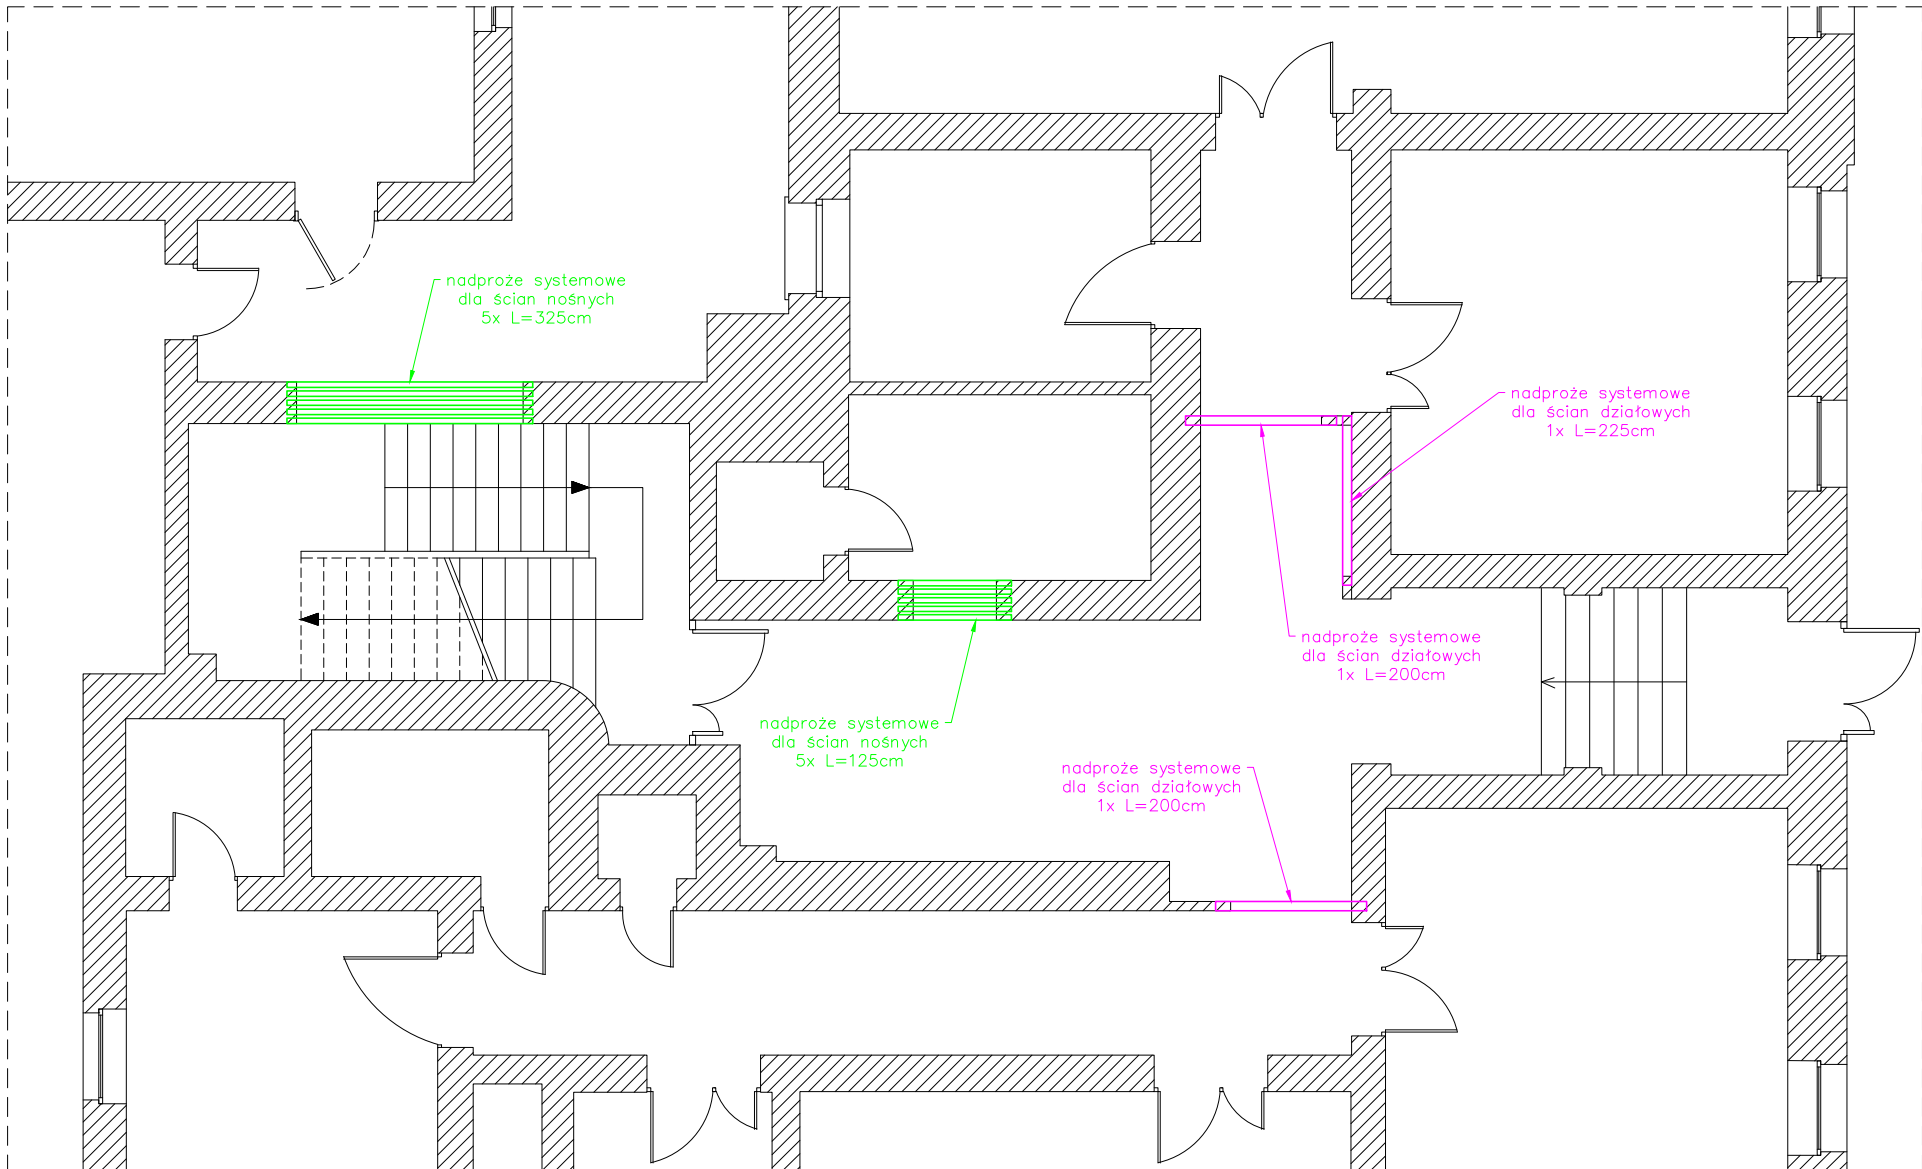 nadproże systemowe
dla ścian nośnych
5x L=325cm
nadproże systemowe
dla ścian działowych
1x L=225cm
nadproże systemowe
dla ścian działowych
1x L=200cm
nadproże systemowe
dla ścian nośnych
5x L=125cm
nadproże systemowe
dla ścian działowych
1x L=200cm